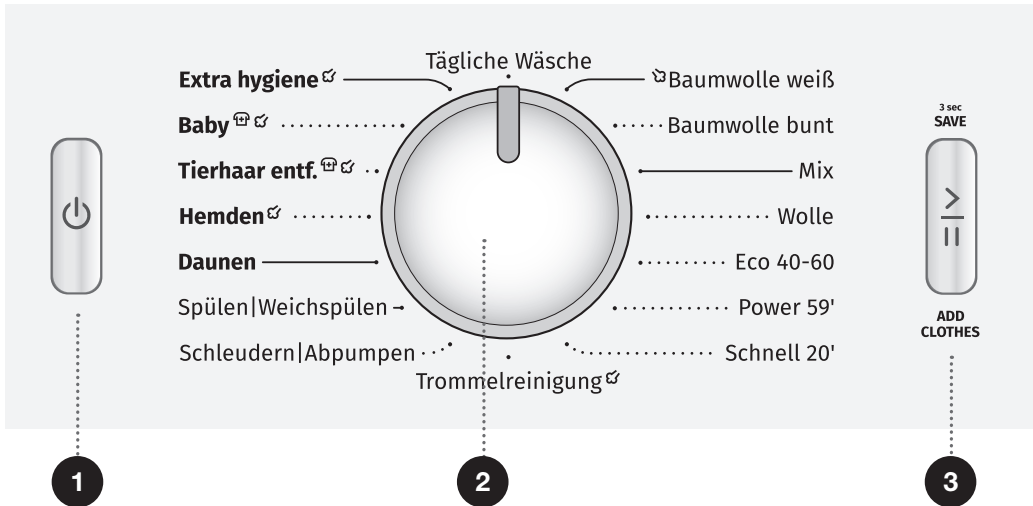 Tägliche Wäsche
Extra hygiene
Baumwolle weiß
Baby
Baumwolle bunt
Tierhaar entf.
Mix
Hemden
Wolle
Daunen
Eco 40-60
Spülen|Weichspülen
Power 59'
Schleudern|Abpumpen
Schnell 20'
Trommelreinigung
3 sec
SAVE
ADD
CLOTHES
1
2
3